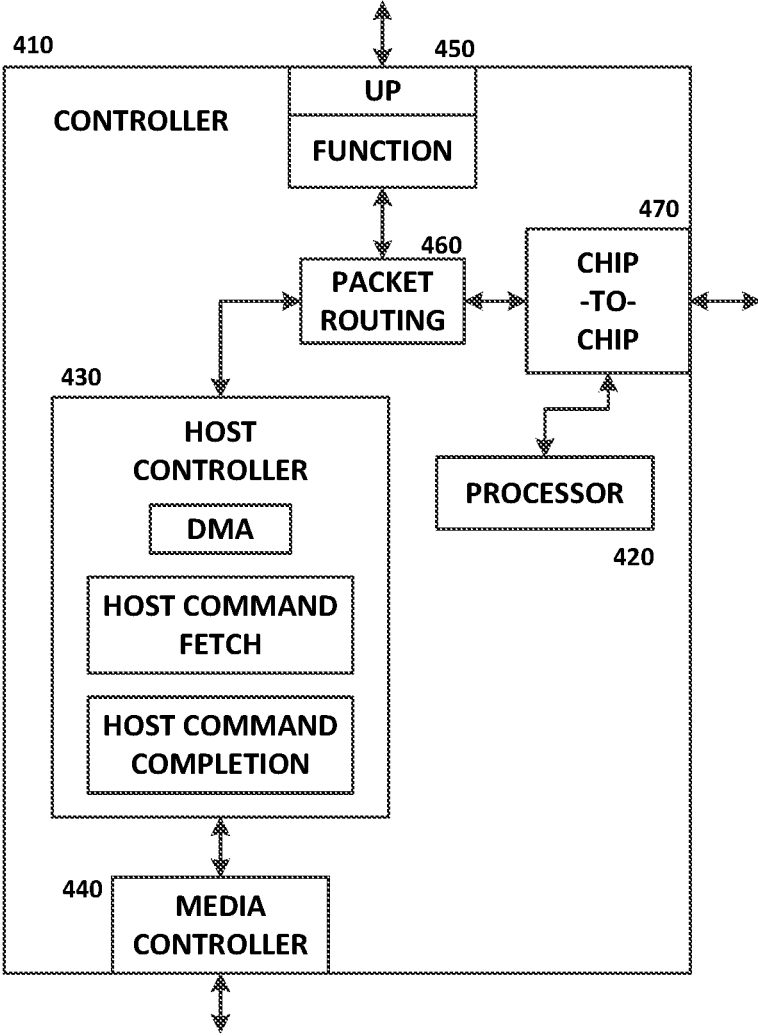 410
450
UP
CONTROLLER
FUNCTION
470
460
CHIP
-TO-
CHIP
PACKET
ROUTING
430
HOST
CONTROLLER
PROCESSOR
420
DMA
HOST COMMAND
FETCH
HOST COMMAND
COMPLETION
440
MEDIA
CONTROLLER